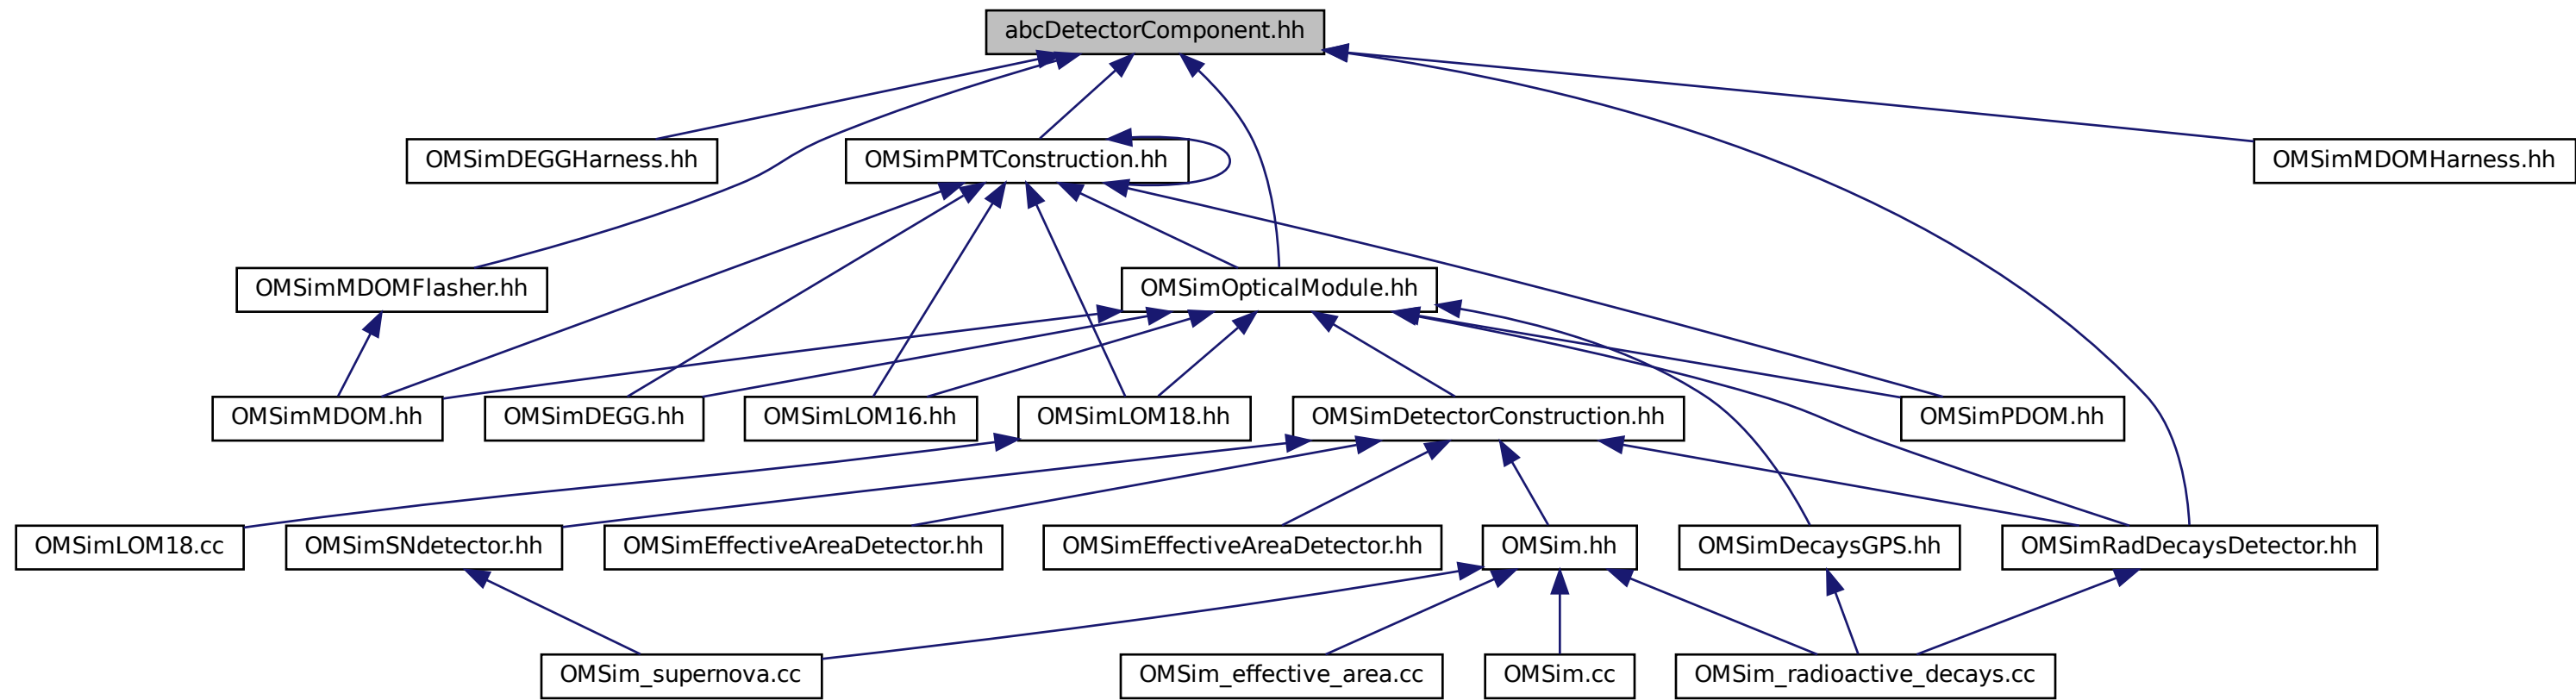 abcDetectorComponent.hh
OMSimDEGGHarness.hh
OMSimPMTConstruction.hh
OMSimMDOMHarness.hh
OMSimMDOMFlasher.hh
OMSimOpticalModule.hh
OMSimMDOM.hh
OMSimDEGG.hh
OMSimLOM16.hh
OMSimLOM18.hh
OMSimDetectorConstruction.hh
OMSimPDOM.hh
OMSimLOM18.cc
OMSimSNdetector.hh
OMSimEffectiveAreaDetector.hh
OMSimEffectiveAreaDetector.hh
OMSim.hh
OMSimDecaysGPS.hh
OMSimRadDecaysDetector.hh
OMSim_supernova.cc
OMSim_effective_area.cc
OMSim.cc
OMSim_radioactive_decays.cc